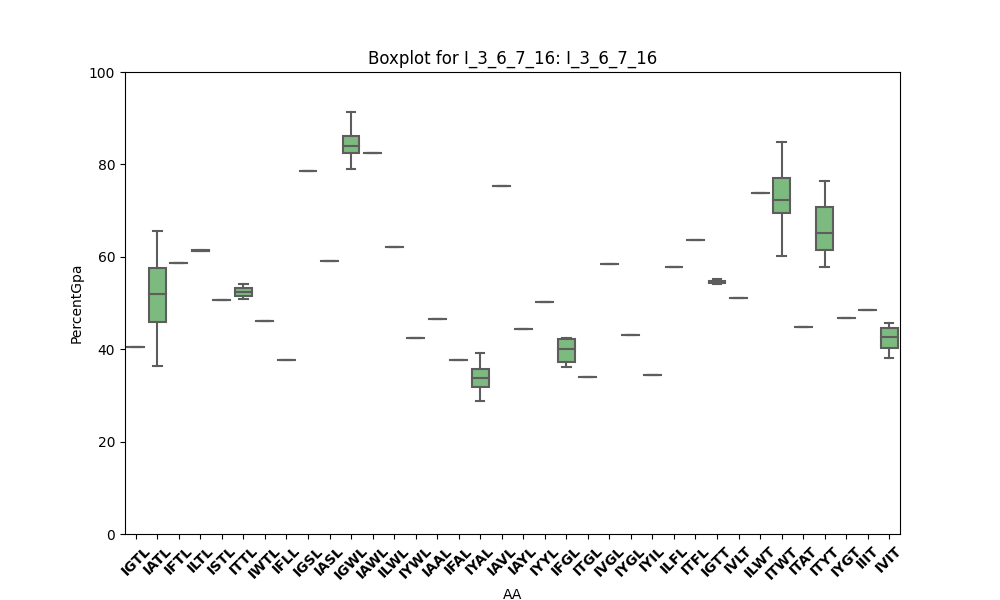 Boxplot for I_3_6_7_16: I_3_6_7_16
PercentGpa
100
80
60
40
20
0
IGTL IATL IFTL ILTL ISTL ITTL IWTL IFLL IGSL IASL IGWL IAWL ILWL IYWL IAAL IFAL IYAL IAVL IAYL IYYL IFGL ITGL IVGL IYGL IYIL ILFL ITFL IGTT IVLT ILWT ITWT ITAT ITYT IYGT IIIT IVIT
AA